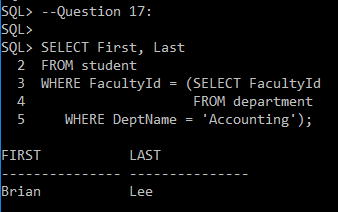 SQL> --Question 17:
SQL>
SQL> SELECT First, Last
  2  FROM student
  3  WHERE FacultyId = (SELECT FacultyId
  4                     FROM department
  5     WHERE DeptName = 'Accounting');

FIRST           LAST
--------------- ---------------
Brian           Lee